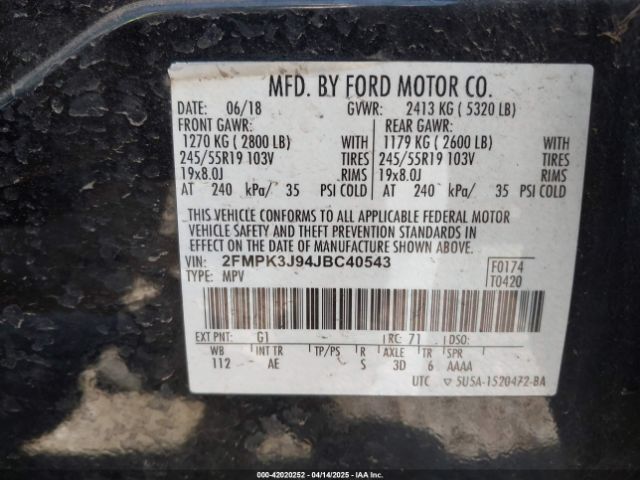 MFD. BY FORD MOTOR CO.
DATE: 06/18 GVWR: 2413 KG ( 5320 LB)
FRONT GAWR: REAR GAWR:
1270 KG ( 2800 LB) WITH 1179 KG ( 2600 LB) WITH
245/55R19 103V TIRES 245/55R19 103V TIRES
19x8.0J RIMS 19x8.0J RIMS
AT 240 kPa/ 35 PSI COLD AT 240 kPa/ 35 PSI COLD
THIS VEHICLE CONFORMS TO ALL APPLICABLE FEDERAL MOTOR
VEHICLE SAFETY AND THEFT PREVENTION STANDARDS IN
EFFECT ON THE DATE OF MANUFACTURE SHOWN ABOVE.
VIN: 2FMPK3J94JBC40543 F0174
TYPE: MPV T0420
EXT PNT: G1 RC: 71 DSO:
WB INT TR TP/PS R AXLE TR SPR
112 AE S 3D 6 AAAA
UTC ▽ 5U5A-1520472-BA
000-42020252 | 04/14/2025 | IAAI.COM